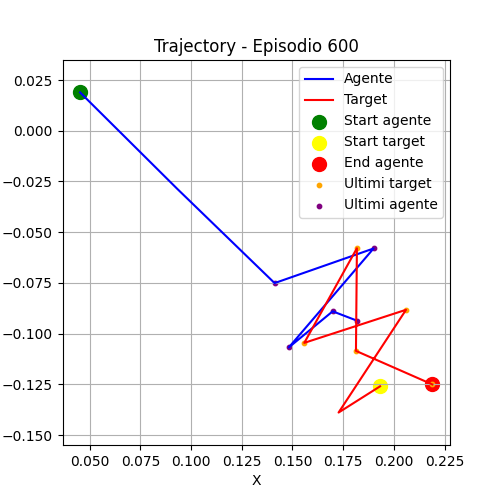 Trajectory - Episodio 600
Agente
Target
Start agente
Start target
End agente
Ultimi target
Ultimi agente
0.025
0.000
−0.025
−0.050
−0.075
−0.100
−0.125
−0.150
0.050 0.075 0.100 0.125 0.150 0.175 0.200 0.225
X